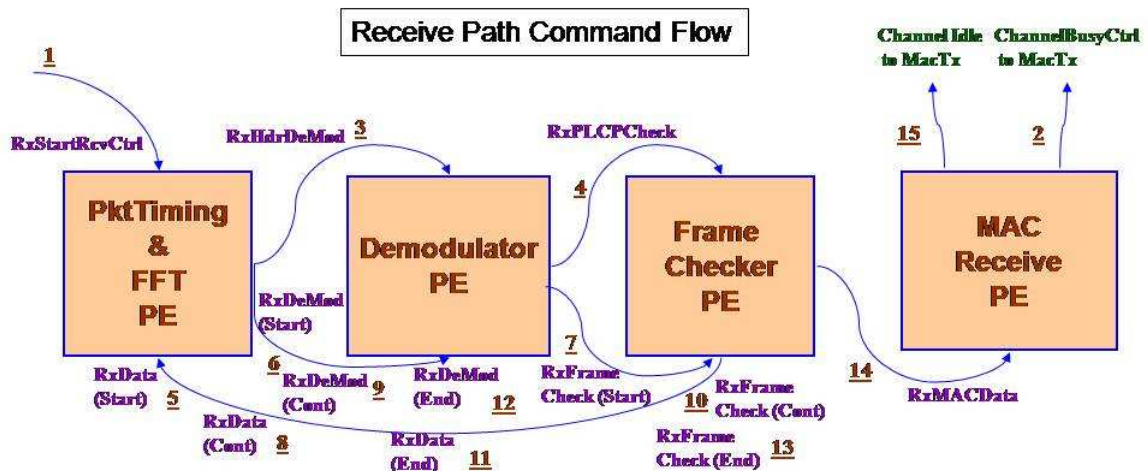 Receive Path Command Flow
Channel Idle
to MacTx
ChannelBusyCtrl
to MacTx
1
RxStartRcvCtrl
RxHdrDeMod
3
RxPLCPCheck
4
15
2
PktTiming
&
FFT
PE
Demodulator
PE
Frame
Checker
PE
MAC
Receive
PE
RxDeMod
(Start)
6
RxDeMod
(Cont)
9
RxDeMod
(End)
12
7
RxFrame
Check (Start)
10
RxFrame
Check (Cont)
14
RxMACData
RxData
(Start)
5
RxData
(Cont)
8
RxData
(End)
11
RxFrame
Check (End)
13